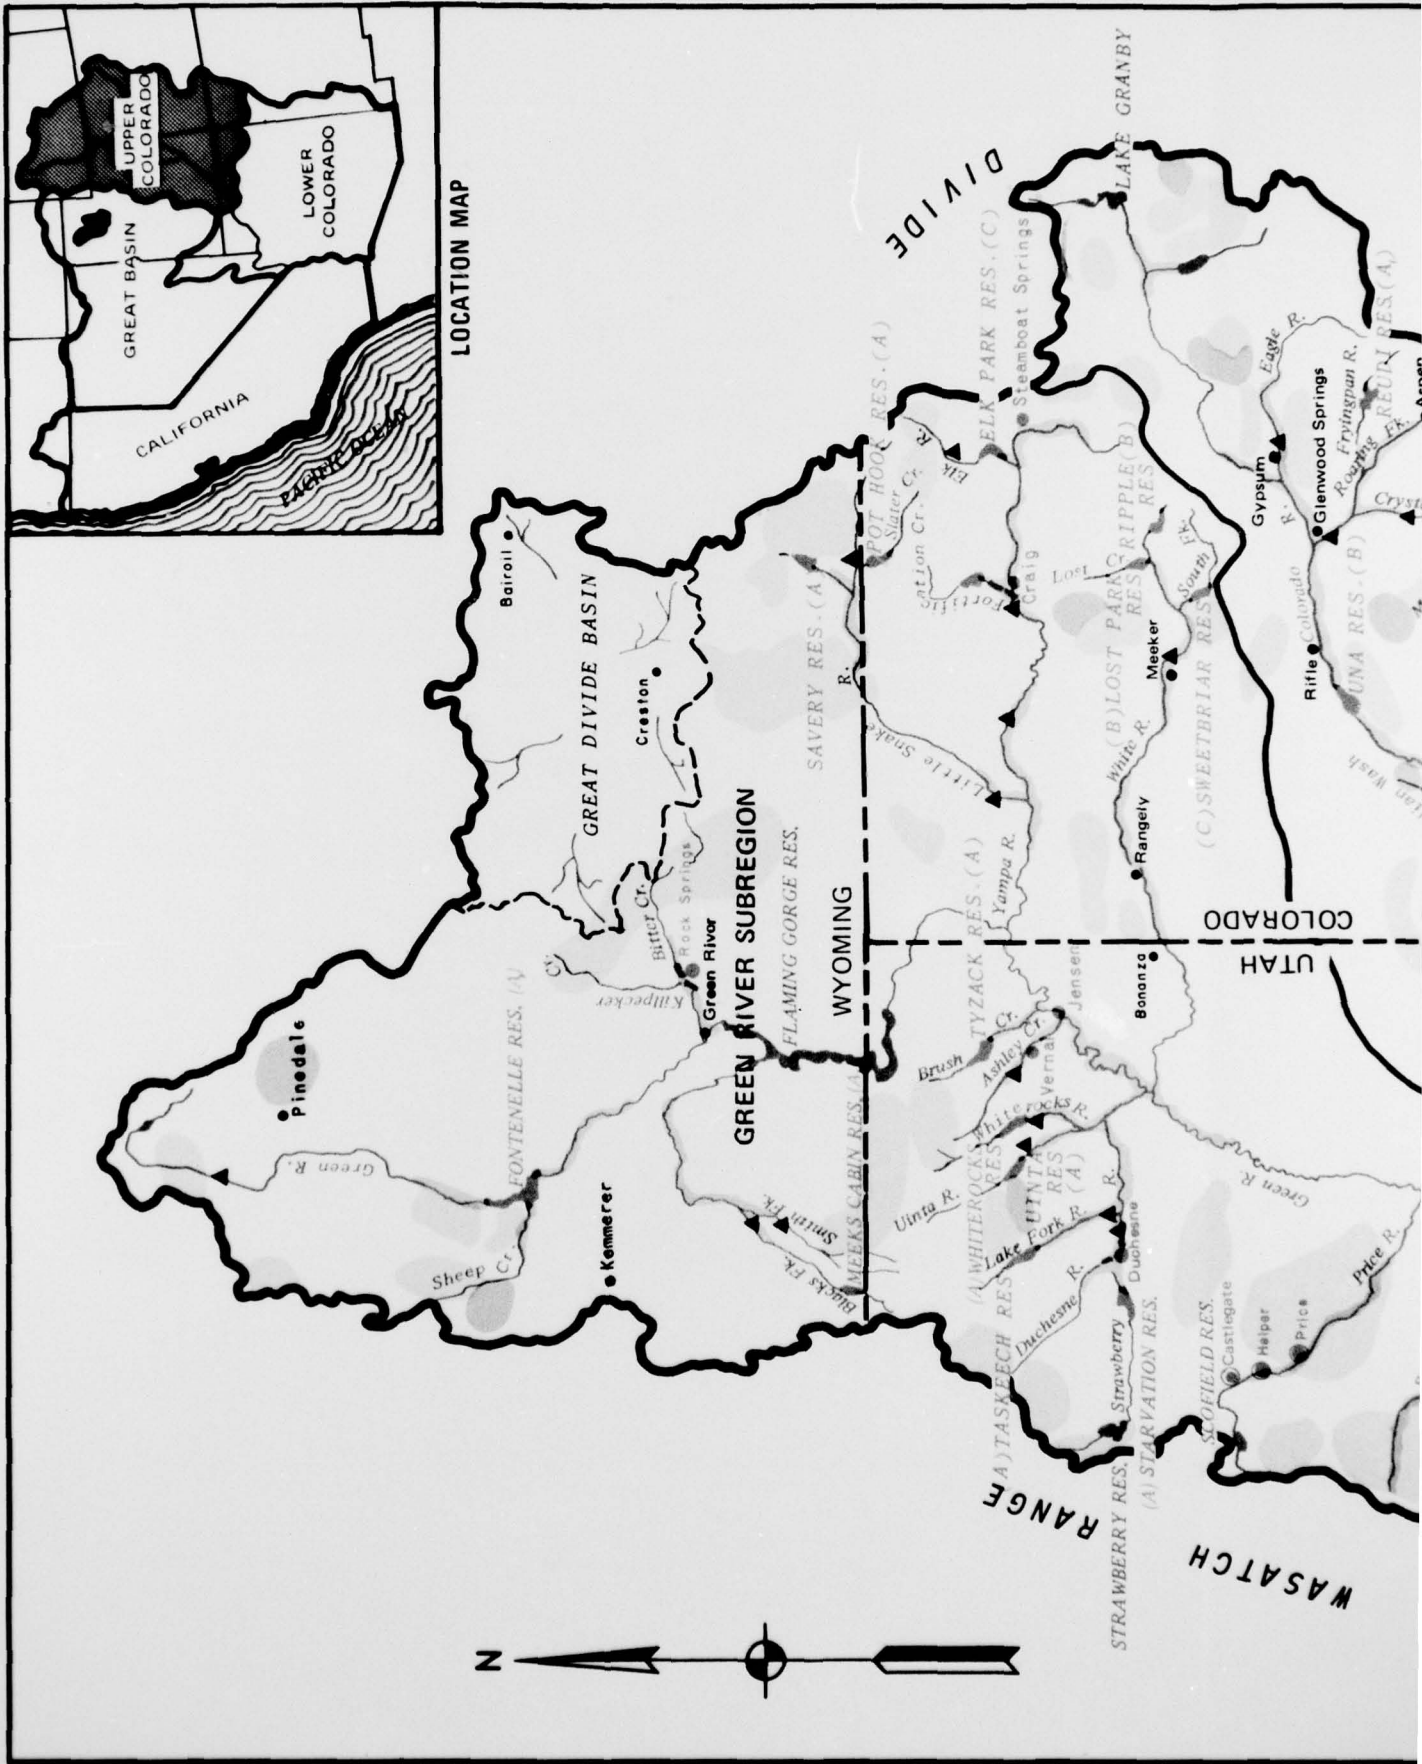 UPPER
COLORADO
GREAT BASIN
LOWER
COLORADO
CALIFORNIA
PACIFIC OCEAN
LOCATION MAP
DIVIDE
LAKE GRANBY
Bairoil
GREAT DIVIDE BASIN
Creston
Pinedale
Green R.
FONTENELLE RES. (A)
Sheep Cr.
Kemmerer
Killpecker
Cr.
Bitter Cr.
Rock Springs
Green River
GREEN RIVER SUBREGION
FLAMING GORGE RES.
WYOMING
SAVERY RES. (A)
POT HOOK RES. (A)
Slater Cr.
ELK PARK RES. (C)
Elk R.
Steamboat Springs
Little Snake
R.
Craig
Yampa R.
(B) LOST PARK
RES
RIPPLE (B)
RES
Lost
South Fk.
Meeker
White R.
(C) SWEETBRIAR RES
Rangely
COLORADO
UTAH
Bananza
Gypsum
Eagle R.
Glenwood Springs
Fryingpan R.
REUDI RES. (A)
Roaring Fk.
Colorado
R.
Rifle
UNA RES. (B)
Wash
MEEKS CABIN RES. (A)
Smith Fk.
Blacks Fk.
TYZACK RES. (A)
Brush Cr.
Ashley Cr.
Vernal
Jensen
Whiterocks R.
(A) WHITEROCKS
RES
UINTA
RES
(A)
Uinta R.
Lake Fork R.
(A) TASKEECH RES
Duchesne R.
R.
Duchesne
Strawberry
STRAWBERRY RES.
(A) STARVATION RES.
SCOFIELD RES.
Castlegate
Helper
Price
Price R.
Green R.
WASATCH RANGE
N